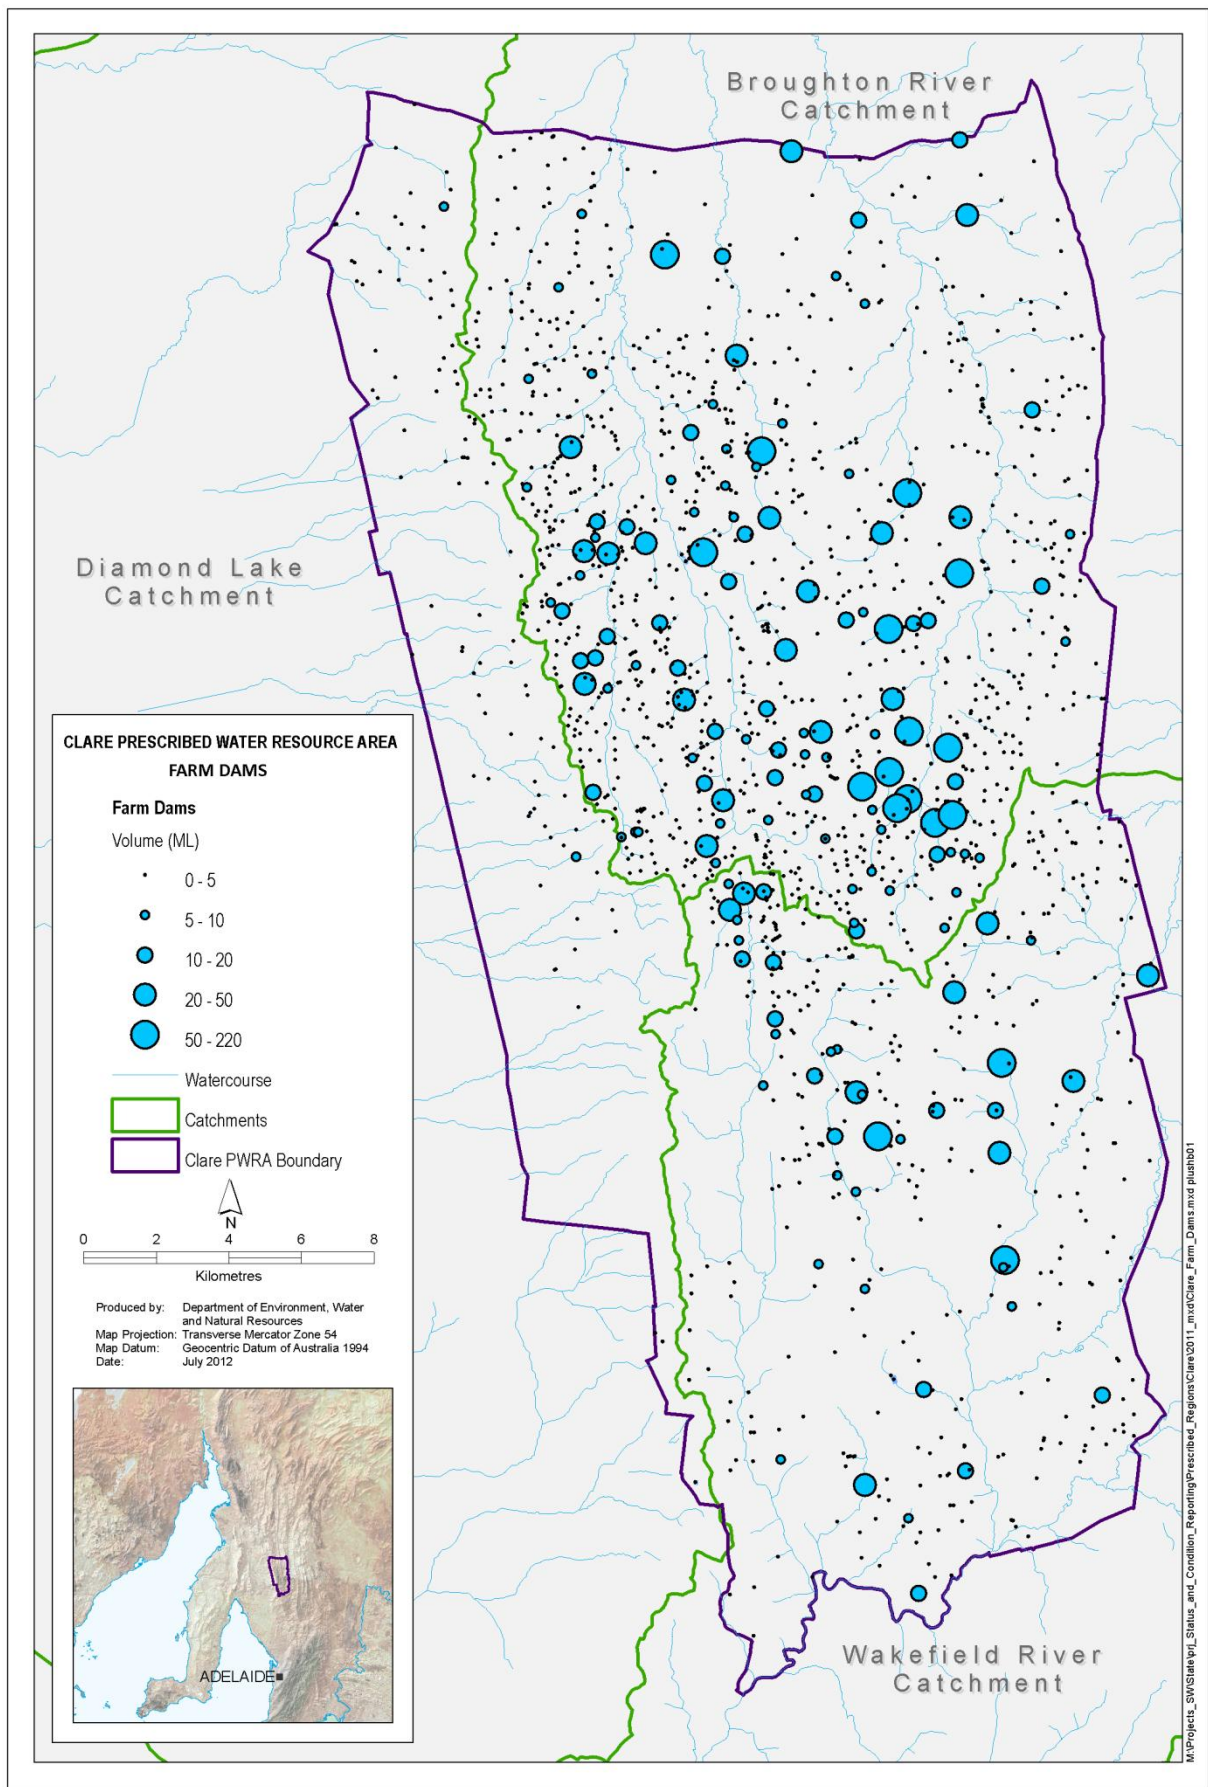 Broughton River
Catchment
Diamond Lake
Catchment
CLARE PRESCRIBED WATER RESOURCE AREA
FARM DAMS
Farm Dams
Volume (ML)
0 - 5
5 - 10
10 - 20
20 - 50
50 - 220
Watercourse
Catchments
Clare PWRA Boundary
N
0 2 4 6 8
Kilometres
Produced by: Department of Environment, Water
and Natural Resources
Map Projection: Transverse Mercator Zone 54
Map Datum: Geocentric Datum of Australia 1994
Date: July 2012
ADELAIDE
Wakefield River
Catchment
M:\Projects_SW\State\prj_Status_and_Condition_Reporting\Prescribed_Regions\Clare\2011_mxd\Clare_Farm_Dams.mxd plushb01